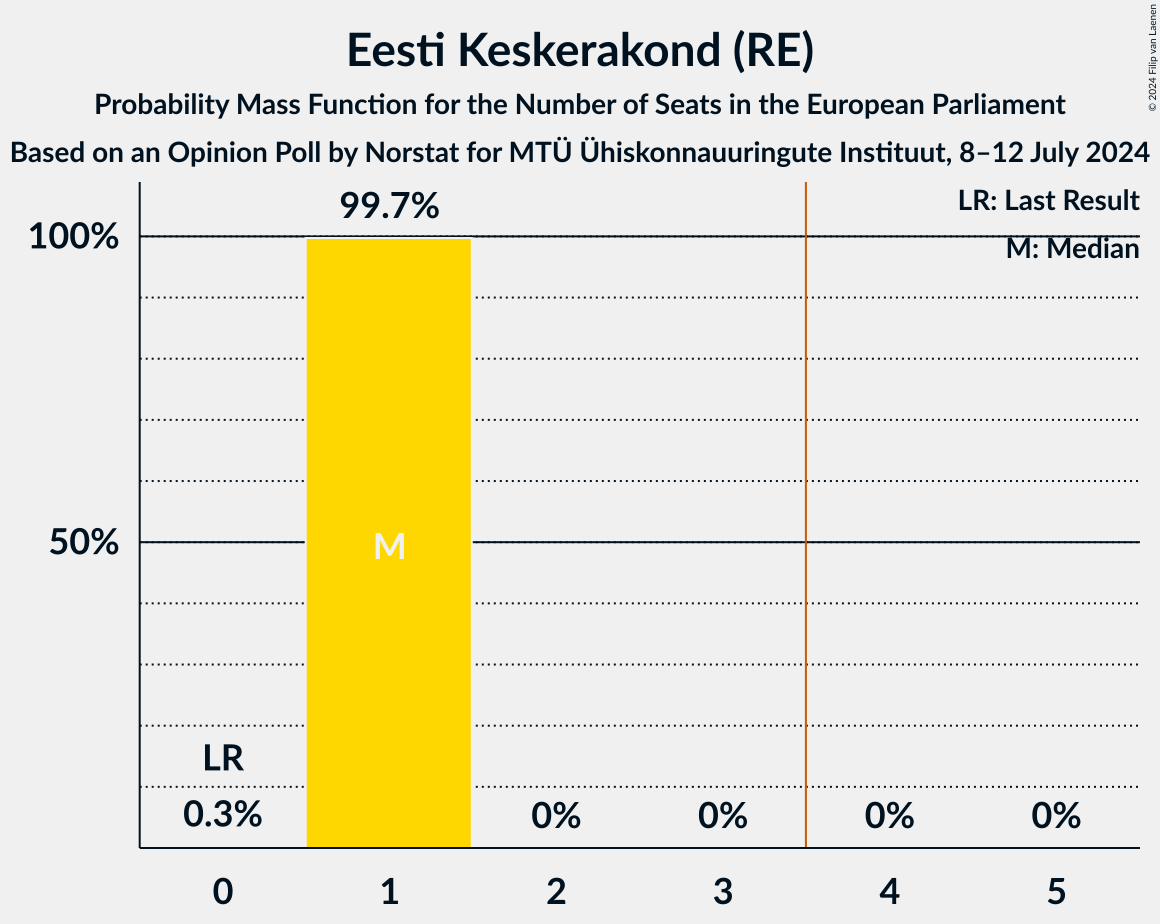 Eesti Keskerakond (RE)
Probability Mass Function for the Number of Seats in the European Parliament
Based on an Opinion Poll by Norstat for MTÜ Ühiskonnauuringute Instituut, 8–12 July 2024
© 2024 Filip van Laenen
LR: Last Result
M: Median
99.7%
100%
50%
M
LR
0.3%
0%
0%
0%
0%
0
1
2
3
4
5